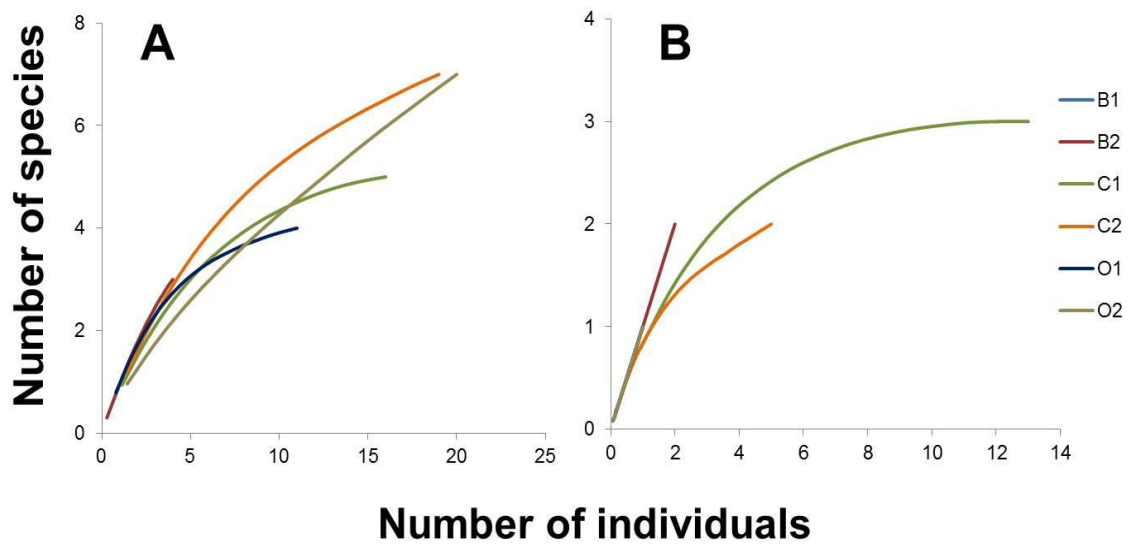 A
B
Number of species
8
6
4
2
0
0 5 10 15 20 25
4
3
2
1
0
0 2 4 6 8 10 12 14
B1
B2
C1
C2
O1
O2
Number of individuals